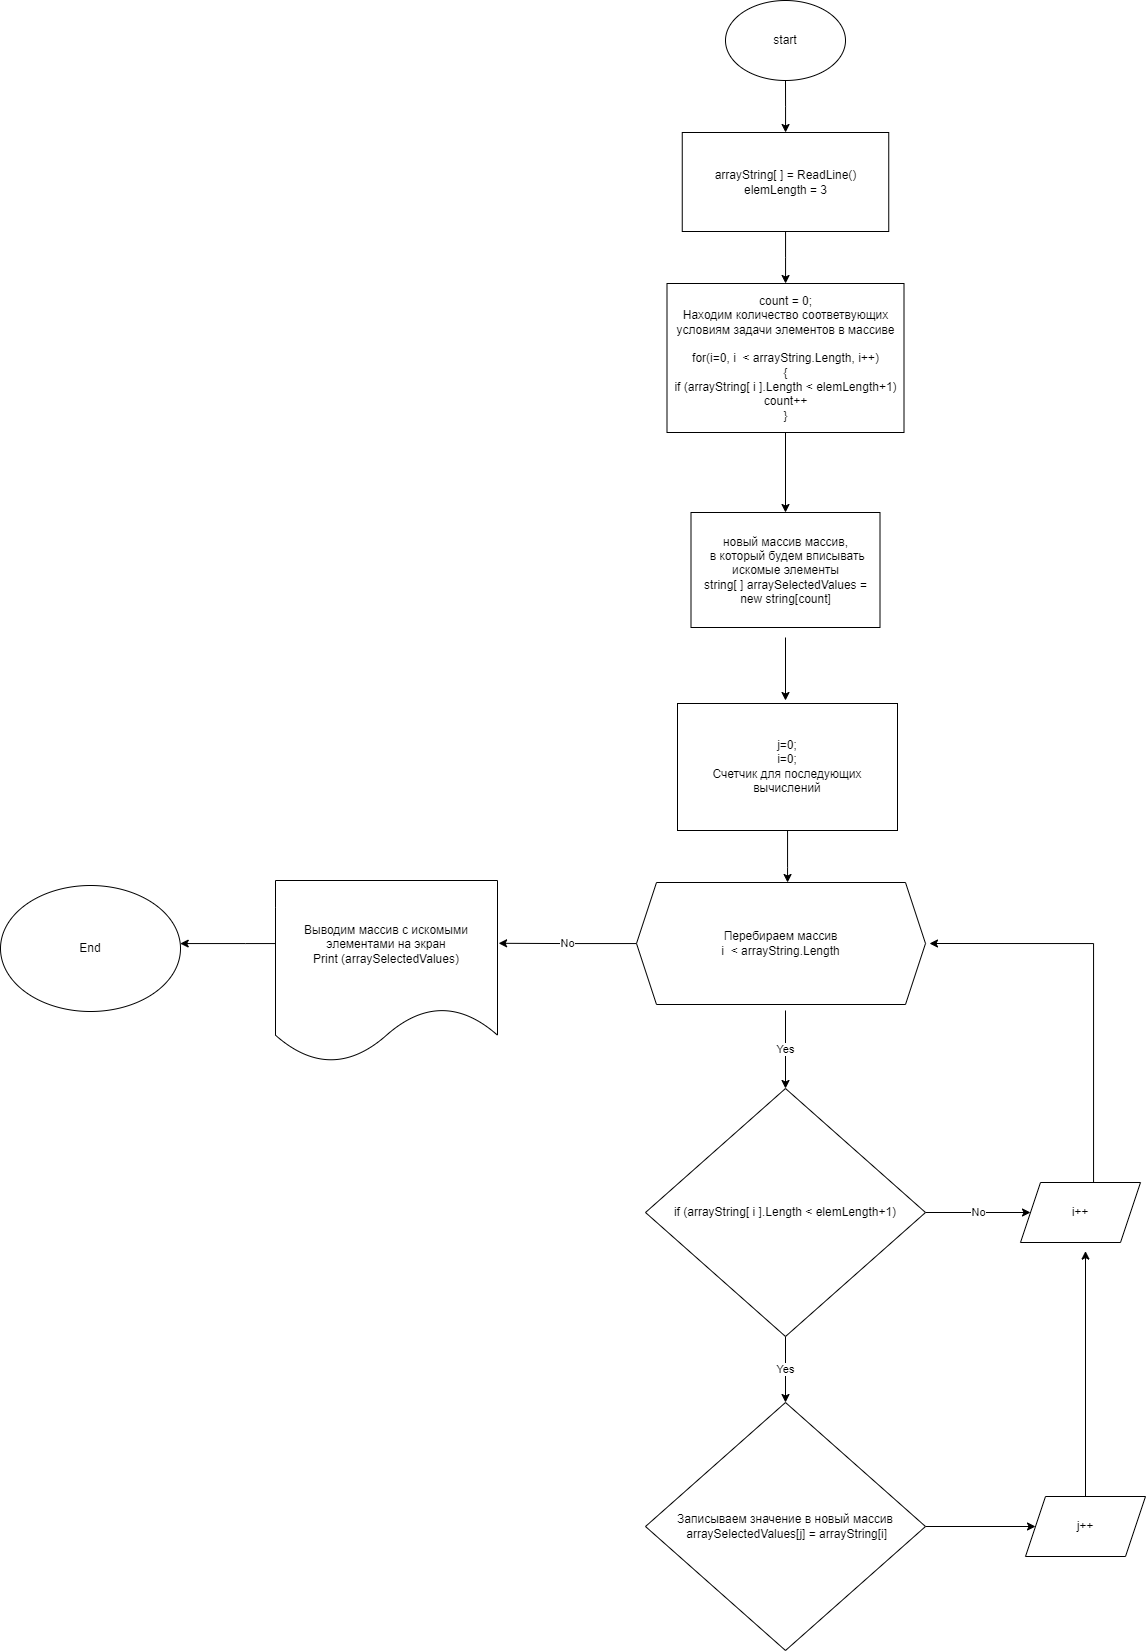 start
arrayString[ ] = ReadLine()
elemLength = 3
count = 0;
Находим количество соответвующих
условиям задачи элементов в массиве
for(i=0, i  < arrayString.Length, i++)
{
if (arrayString[ i ].Length < elemLength+1)
count++
}
новый массив массив,
в который будем вписывать
искомые элементы
string[ ] arraySelectedValues =
new string[count]
j=0;
i=0;
Счетчик для последующих
вычислений
End
Выводим массив с искомыми
элементами на экран
Print (arraySelectedValues)
No
Перебираем массив
i  < arrayString.Length
Yes
if (arrayString[ i ].Length < elemLength+1)
No
i++
Yes
Записываем значение в новый массив
arraySelectedValues[j] = arrayString[i]
j++